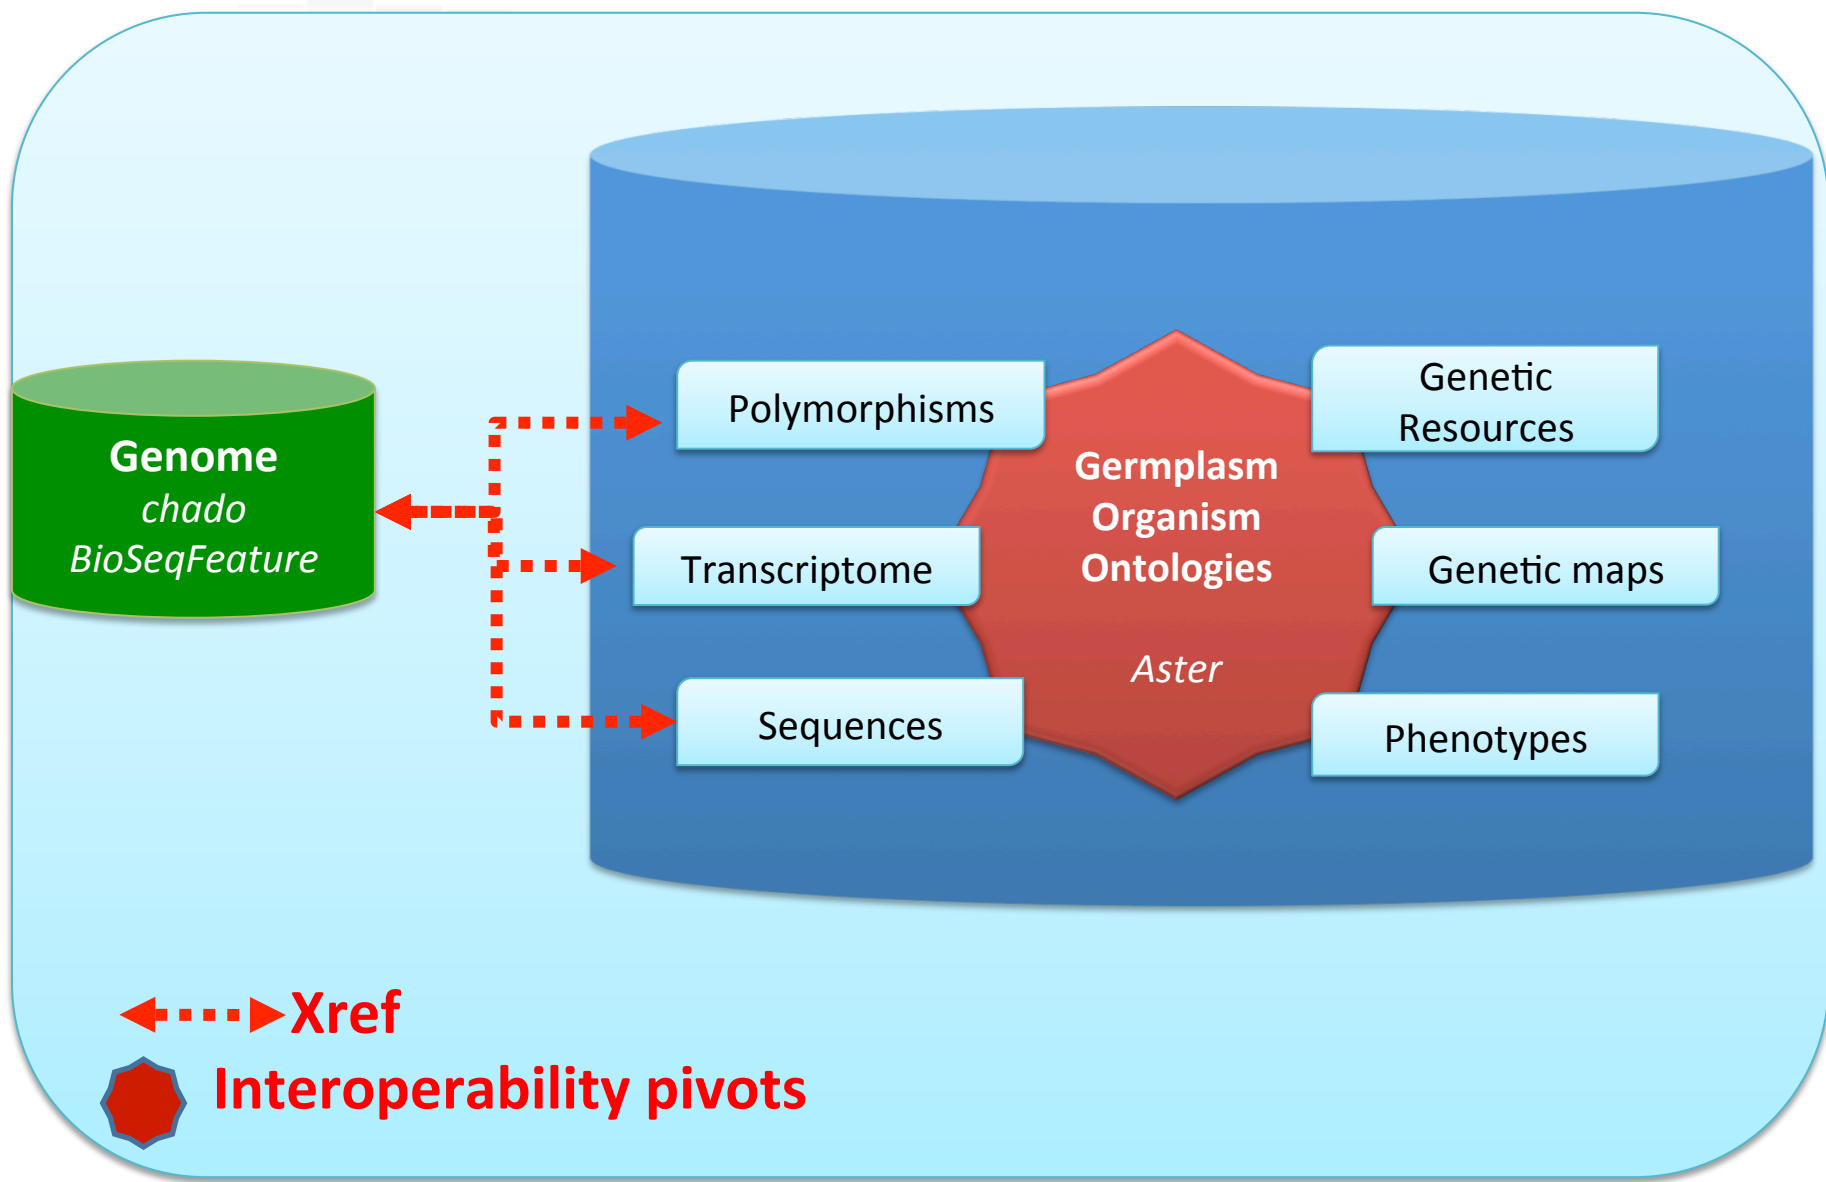 Genome
chado
BioSeqFeature
Polymorphisms
Transcriptome
Sequences
Germplasm
Organism
Ontologies
Aster
Genetic
Resources
Genetic maps
Phenotypes
Xref
Interoperability pivots